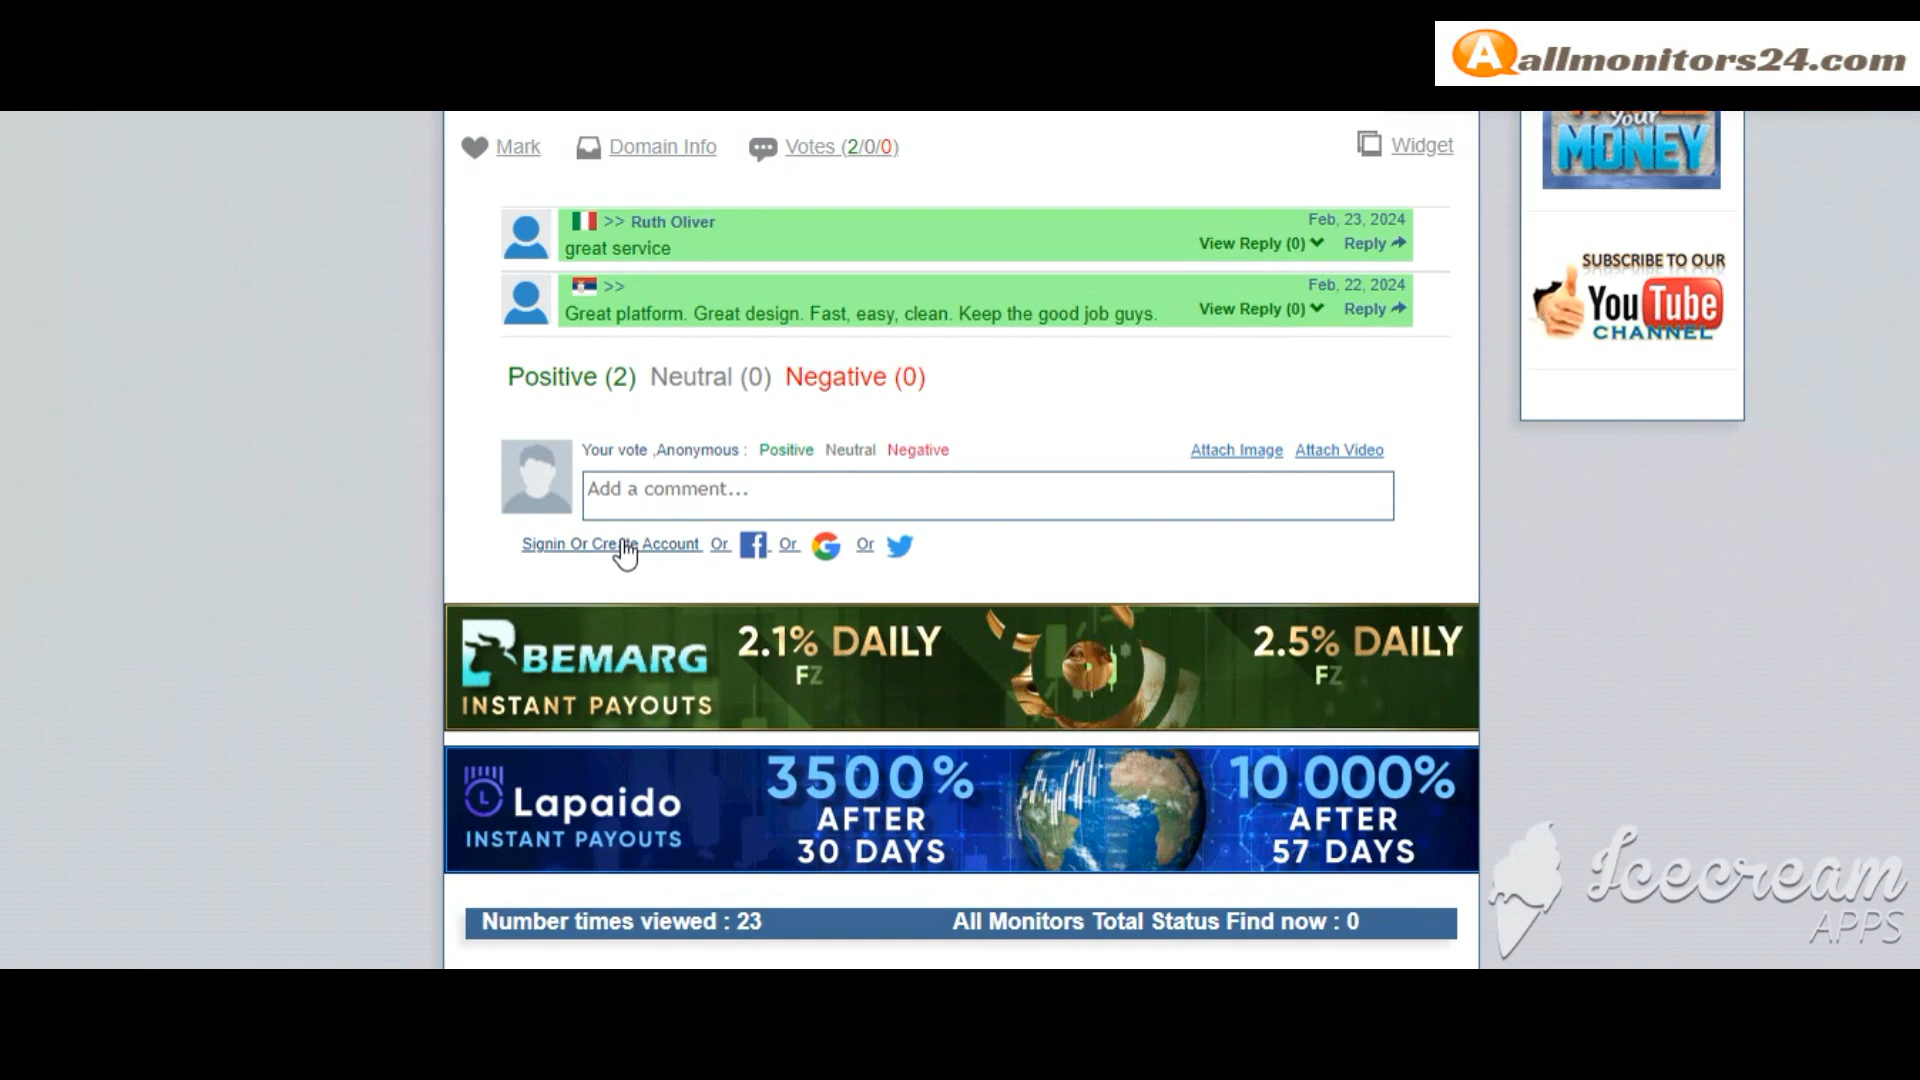 allmonitors24.com
Mark Domain Info Votes (2/0/0) Widget
your
MONEY
>> Ruth Oliver Feb, 23, 2024
great service View Reply (0) Reply
>> Feb, 22, 2024
Great platform. Great design. Fast, easy, clean. Keep the good job guys. View Reply (0) Reply
SUBSCRIBE TO OUR
YouTube
CHANNEL
Positive (2) Neutral (0) Negative (0)
Your vote ,Anonymous : Positive Neutral Negative Attach Image Attach Video
Add a comment...
Signin Or Create Account Or Or Or
BEMARG
INSTANT PAYOUTS
2.1% DAILY
FZ
2.5% DAILY
FZ
Lapaido
INSTANT PAYOUTS
3500%
AFTER
30 DAYS
10 000%
AFTER
57 DAYS
Number times viewed : 23 All Monitors Total Status Find now : 0
Icecream
APPS